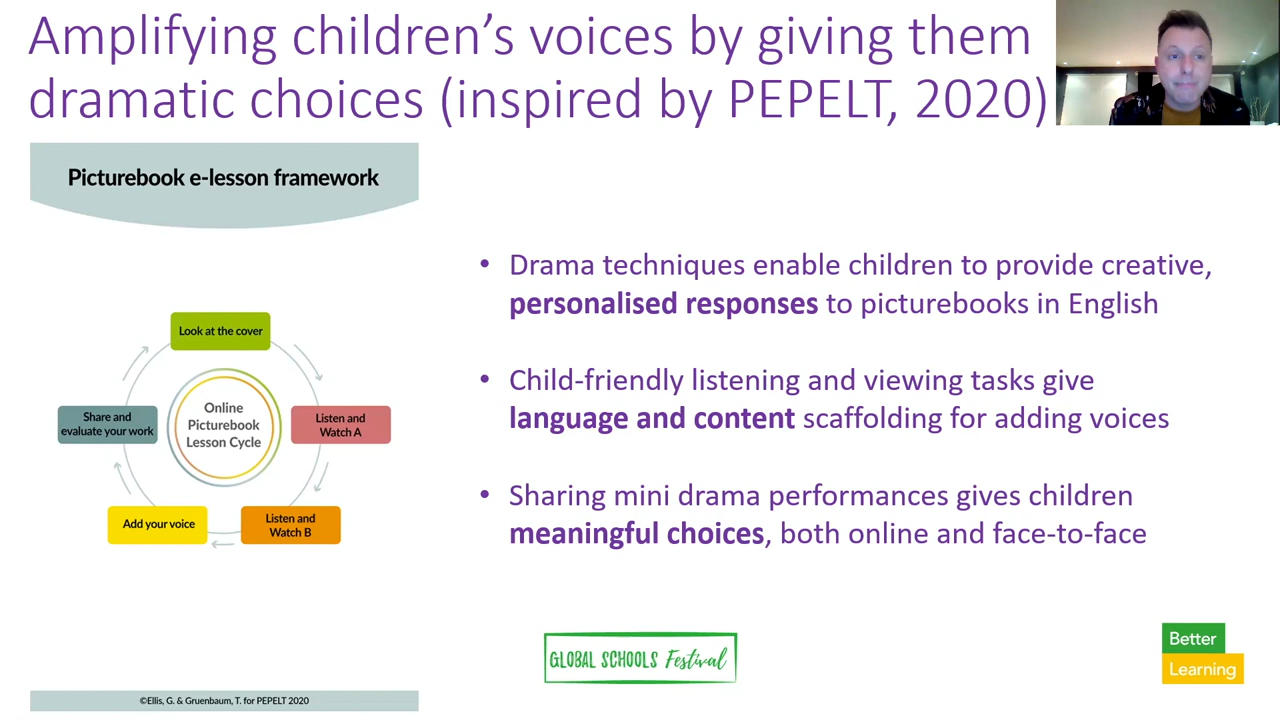 Amplifying children’s voices by giving them
dramatic choices (inspired by PEPELT, 2020)
Picturebook e-lesson framework
Look at the cover
Listen and
Watch A
Listen and
Watch B
Add your voice
Share and
evaluate your work
Online
Picturebook
Lesson Cycle
©Ellis, G. & Gruenbaum, T. for PEPELT 2020
• Drama techniques enable children to provide creative,
personalised responses to picturebooks in English
• Child-friendly listening and viewing tasks give
language and content scaffolding for adding voices
• Sharing mini drama performances gives children
meaningful choices, both online and face-to-face
GLOBAL SCHOOLS Festival
Better
Learning